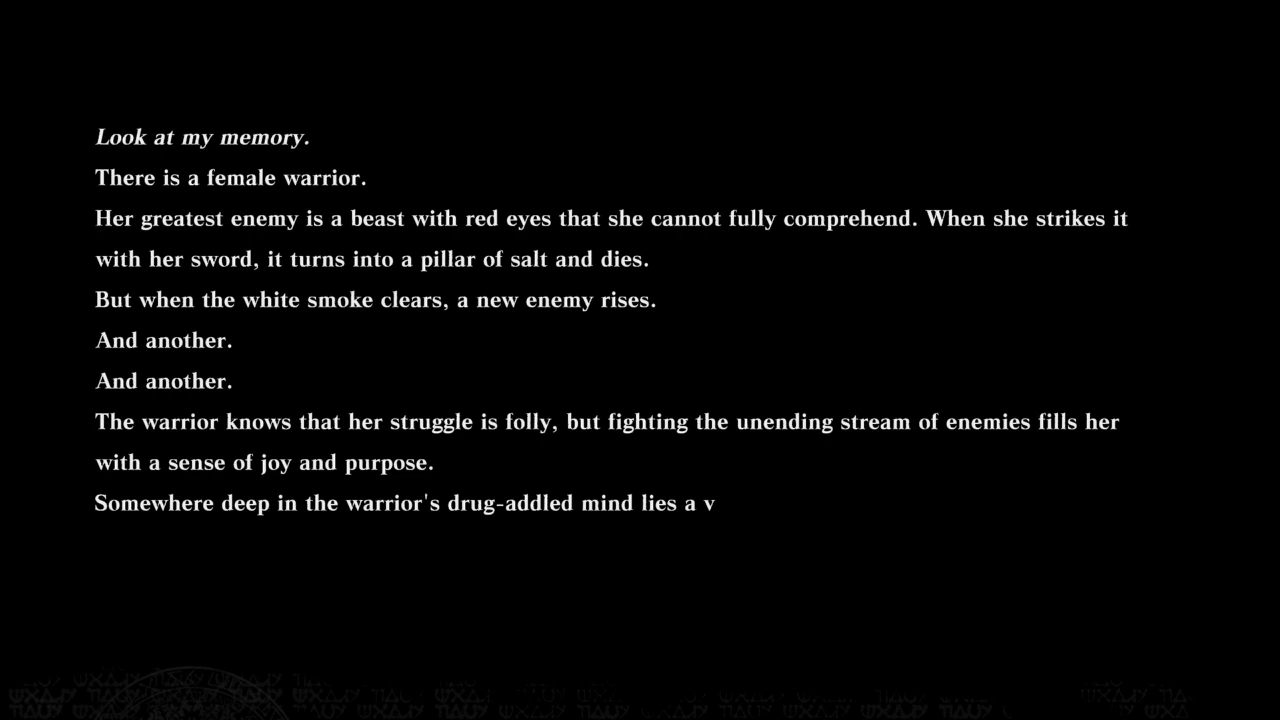 Look at my memory.
There is a female warrior.
Her greatest enemy is a beast with red eyes that she cannot fully comprehend. When she strikes it
with her sword, it turns into a pillar of salt and dies.
But when the white smoke clears, a new enemy rises.
And another.
And another.
The warrior knows that her struggle is folly, but fighting the unending stream of enemies fills her
with a sense of joy and purpose.
Somewhere deep in the warrior's drug-addled mind lies a v